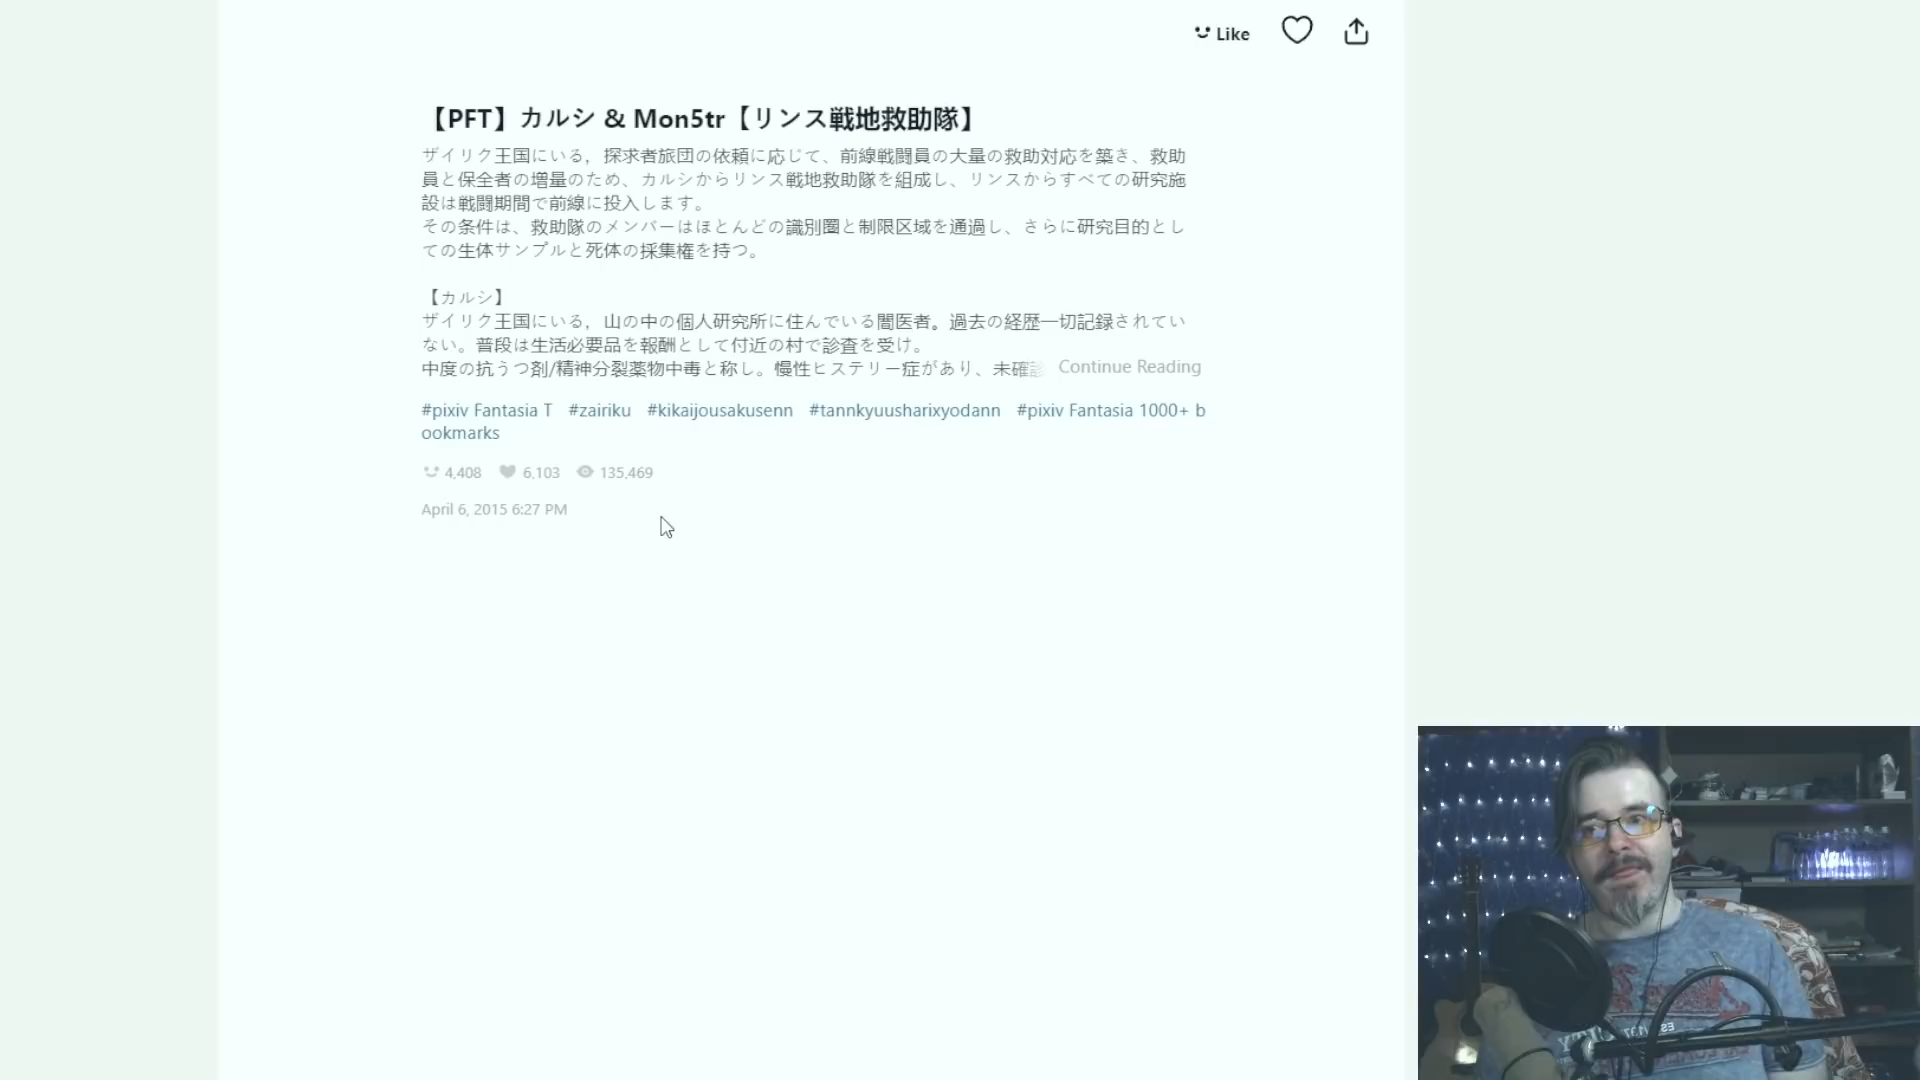 Like
【PFT】カルシ & Mon5tr【リンス戦地救助隊】
ザイリク王国にいる，探求者旅団の依頼に応じて、前線戦闘員の大量の救助対応を築き、救助
員と保全者の増量のため、カルシからリンス戦地救助隊を組成し、リンスからすべての研究施
設は戦闘期間で前線に投入します。
その条件は、救助隊のメンバーはほとんどの識別圏と制限区域を通過し、さらに研究目的とし
ての生体サンプルと死体の採集権を持つ。
【カルシ】
ザイリク王国にいる，山の中の個人研究所に住んでいる闇医者。過去の経歴一切記録されてい
ない。普段は生活必要品を報酬として付近の村で診査を受け。
中度の抗うつ剤/精神分裂薬物中毒と称し。慢性ヒステリー症があり、未確診 Continue Reading
#pixiv Fantasia T #zairiku #kikaijousakusenn #tannkyuusharixyodann #pixiv Fantasia 1000+ b
ookmarks
4,408 6,103 135,469
April 6, 2015 6:27 PM